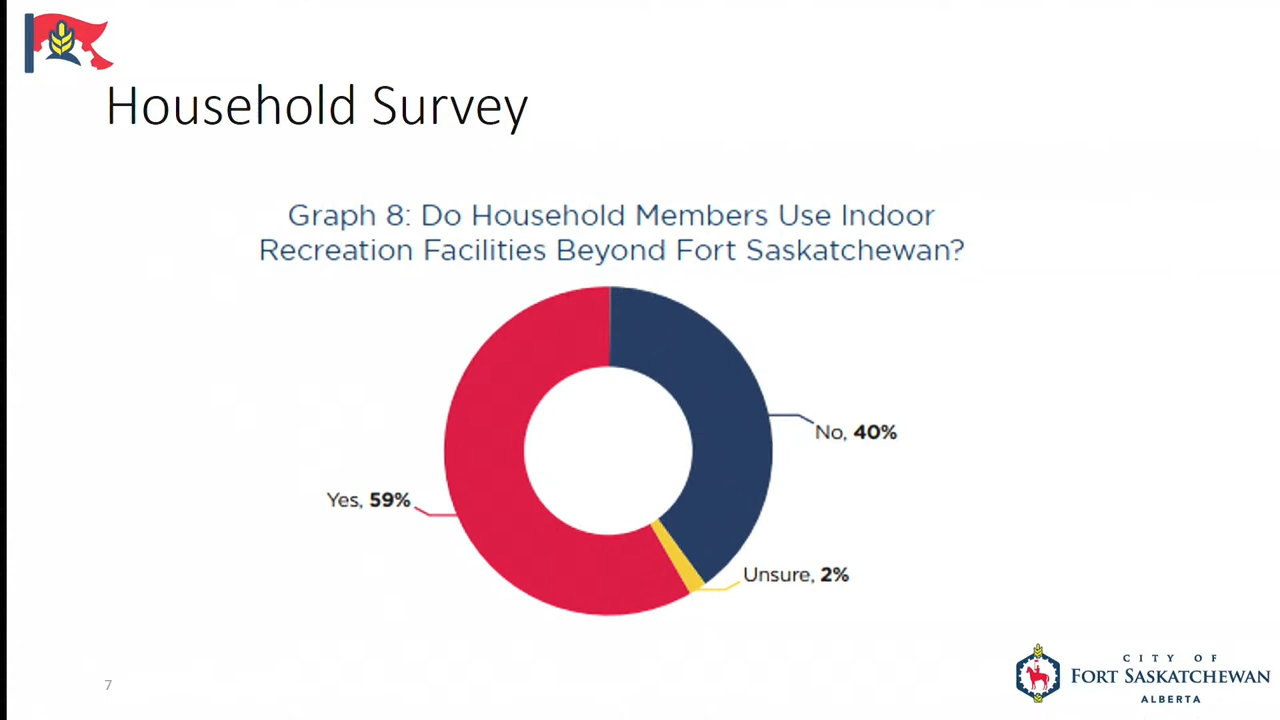 Household Survey
Graph 8: Do Household Members Use Indoor
Recreation Facilities Beyond Fort Saskatchewan?
No, 40%
Yes, 59%
Unsure, 2%
7
CITY OF
FORT SASKATCHEWAN
ALBERTA